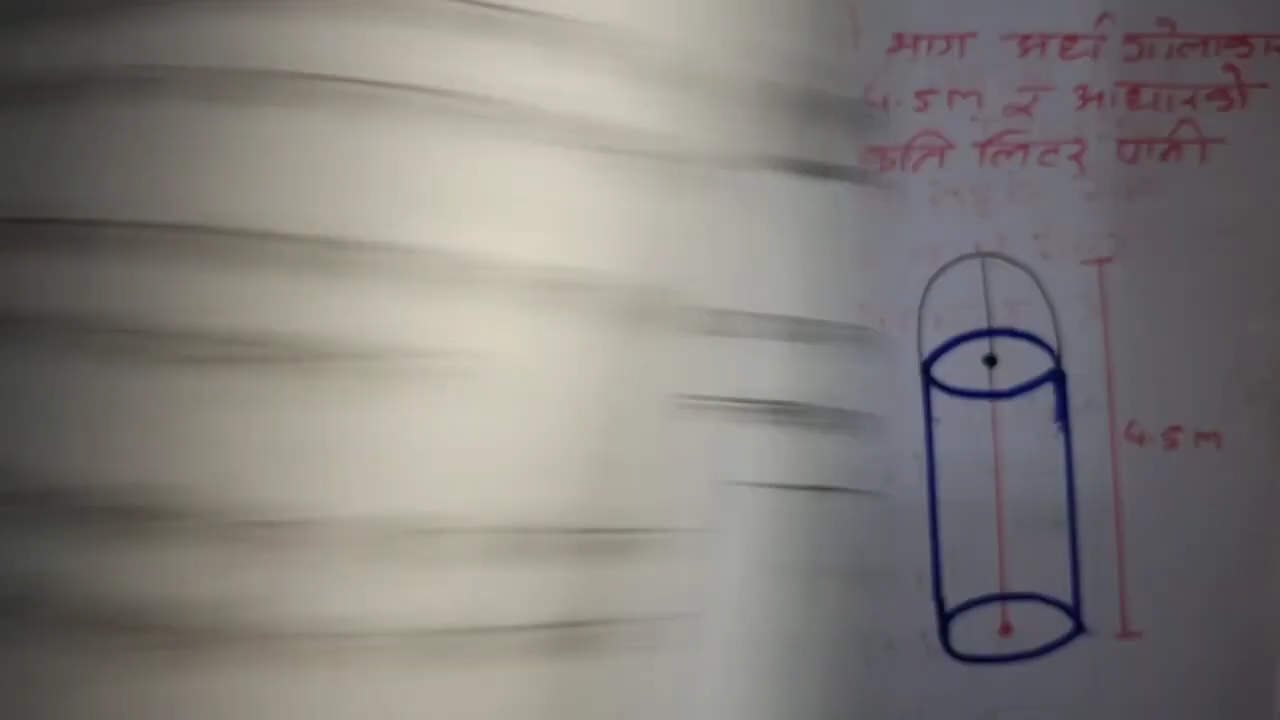 भाग अर्ध गोलाका
4.5m र आधारको
कति लिटर पानी
4.5m